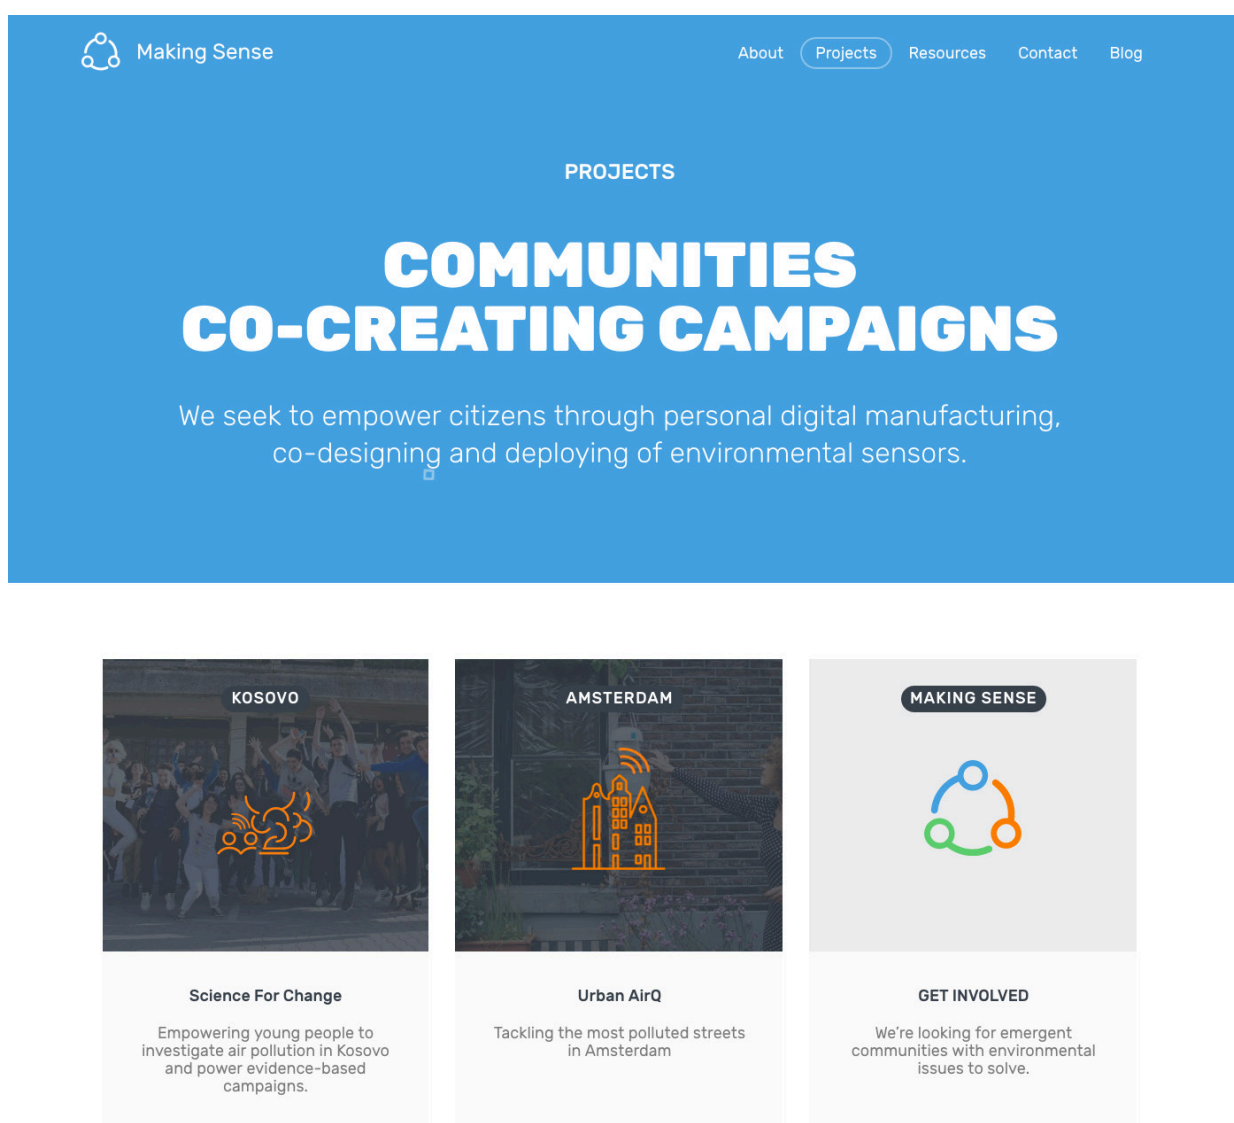 Making Sense
About Projects Resources Contact Blog
PROJECTS
COMMUNITIES
CO-CREATING CAMPAIGNS
We seek to empower citizens through personal digital manufacturing,
co-designing and deploying of environmental sensors.
KOSOVO
Science For Change
Empowering young people to
investigate air pollution in Kosovo
and power evidence-based
campaigns.
AMSTERDAM
Urban AirQ
Tackling the most polluted streets
in Amsterdam
MAKING SENSE
GET INVOLVED
We're looking for emergent
communities with environmental
issues to solve.